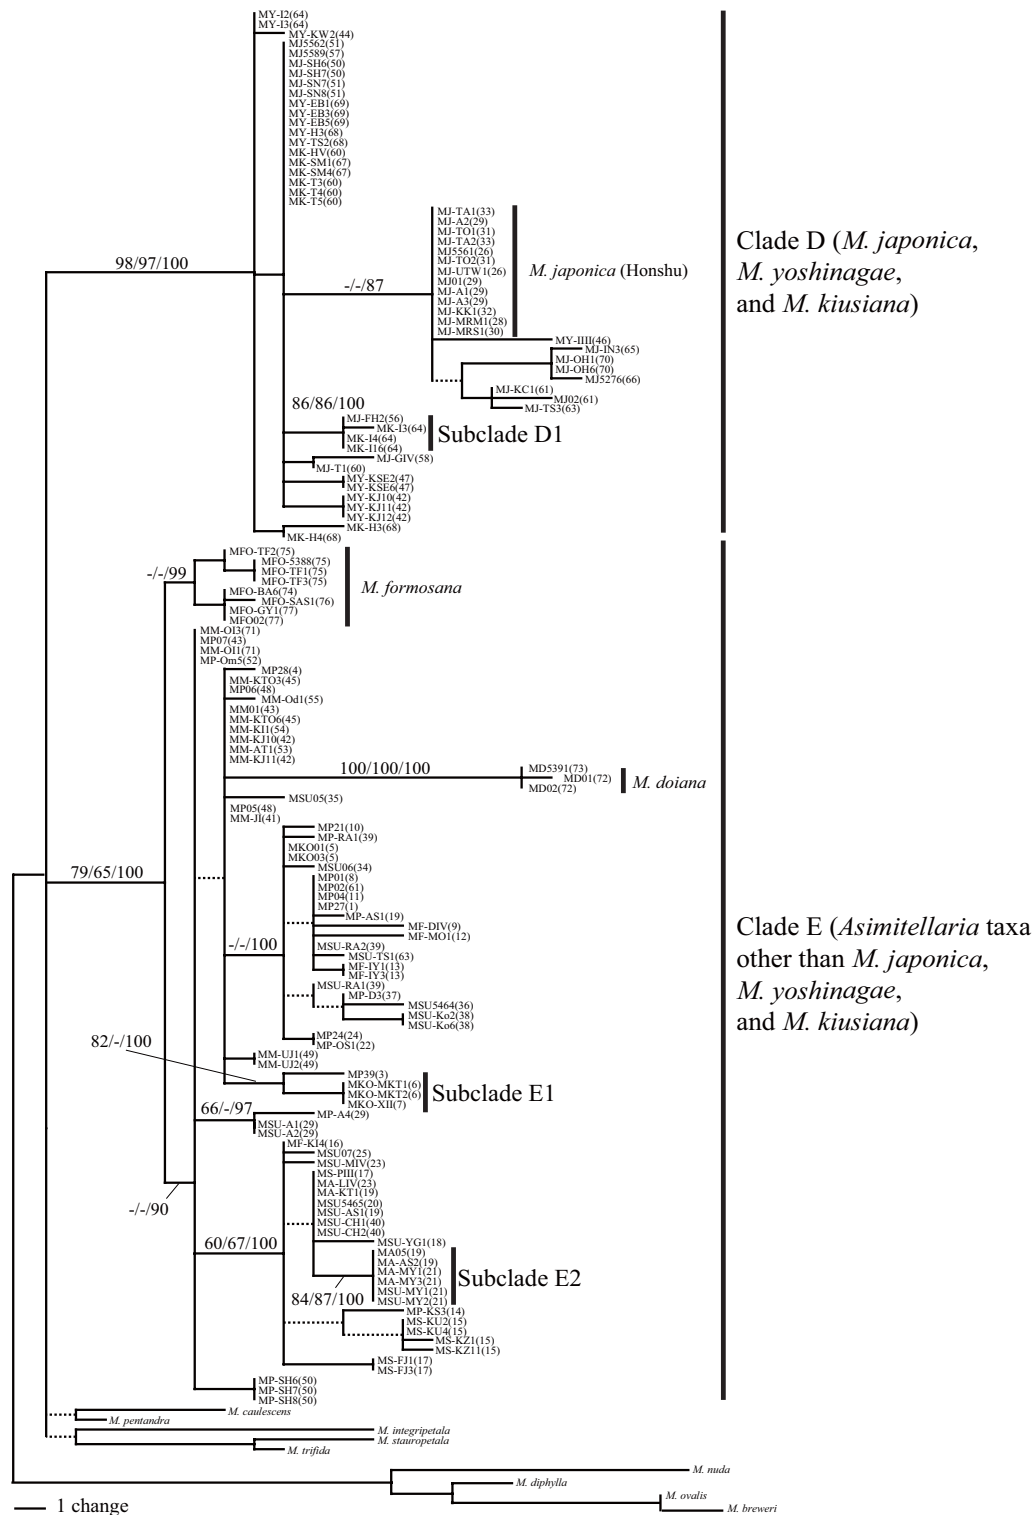 MY-I2(64)
MY-I3(64)
MY-KW2(44)
MJ5562(51)
MJ5589(57)
MJ-SH6(50)
MJ-SH7(50)
MJ-SN7(51)
MJ-SN8(51)
MY-EB1(69)
MY-EB3(69)
MY-EB5(69)
MY-H3(68)
MY-TS2(68)
MK-HV(60)
MK-SM1(67)
MK-SM4(67)
MK-T3(60)
MK-T4(60)
MK-T5(60)
98/97/100
-/-/87
MJ-TA1(33)
MJ-A2(29)
MJ-TO1(31)
MJ-TA2(33)
MJ5561(26)
MJ-TO2(31)
MJ-UTW1(26)
MJ01(29)
MJ-A1(29)
MJ-A3(29)
MJ-KK1(32)
MJ-MRM1(28)
MJ-MRS1(30)
M. japonica (Honshu)
Clade D (M. japonica,
M. yoshinagae,
and M. kiusiana)
MY-IIII(46)
MJ-IN3(65)
MJ-OH1(70)
MJ-OH6(70)
MJ5276(66)
MJ-KC1(61)
MJ02(61)
MJ-TS3(63)
86/86/100
MJ-FH2(56)
MK-I3(64)
MK-I4(64)
MK-I16(64)
Subclade D1
MJ-GIV(58)
MJ-T1(60)
MY-KSE2(47)
MY-KSE6(47)
MY-KJ10(42)
MY-KJ11(42)
MY-KJ12(42)
MK-H3(68)
MK-H4(68)
-/-/99
MFO-TF2(75)
MFO-5388(75)
MFO-TF1(75)
MFO-TF3(75)
MFO-BA6(74)
MFO-SAS1(76)
MFO-GY1(77)
MFO02(77)
M. formosana
MM-OI3(71)
MP07(43)
MM-OI1(71)
MP-Om5(52)
MP28(4)
MM-KTO3(45)
MP06(48)
MM-Od1(55)
MM01(43)
MM-KTO6(45)
MM-KI1(54)
MM-KJ10(42)
MM-AT1(53)
MM-KJ11(42)
100/100/100
MD5391(73)
MD01(72)
MD02(72)
M. doiana
MSU05(35)
MP05(48)
MM-JI(41)
79/65/100
MP21(10)
MP-RA1(39)
MKO01(5)
MKO03(5)
MSU06(34)
MP01(8)
MP02(61)
MP04(11)
MP27(1)
MP-AS1(19)
MF-DIV(9)
MF-MO1(12)
-/-/100
MSU-RA2(39)
MSU-TS1(63)
MF-IY1(13)
MF-IY3(13)
MSU-RA1(39)
MP-D3(37)
MSU5464(36)
MSU-Ko2(38)
MSU-Ko6(38)
MP24(24)
MP-OS1(22)
Clade E (Asimitellaria taxa
other than M. japonica,
M. yoshinagae,
and M. kiusiana)
82/-/100
MM-UJ1(49)
MM-UJ2(49)
MP39(3)
MKO-MKT1(6)
MKO-MKT2(6)
MKO-XII(7)
Subclade E1
66/-/97
MP-A4(29)
MSU-A1(29)
MSU-A2(29)
MF-KI4(16)
MSU07(25)
MSU-MIV(23)
MS-PIII(17)
MA-LIV(23)
MA-KT1(19)
MSU5465(20)
MSU-AS1(19)
MSU-CH1(40)
MSU-CH2(40)
-/-/90
60/67/100
MSU-YG1(18)
MA05(19)
MA-AS2(19)
MA-MY1(21)
MA-MY3(21)
MSU-MY1(21)
MSU-MY2(21)
Subclade E2
84/87/100
MP-KS3(14)
MS-KU2(15)
MS-KU4(15)
MS-KZ1(15)
MS-KZ11(15)
MS-FJ1(17)
MS-FJ3(17)
MP-SH6(50)
MP-SH7(50)
MP-SH8(50)
M. caulescens
M. pentandra
M. integripetala
M. stauropetala
M. trifida
M. nuda
M. diphylla
M. ovalis
M. breweri
1 change